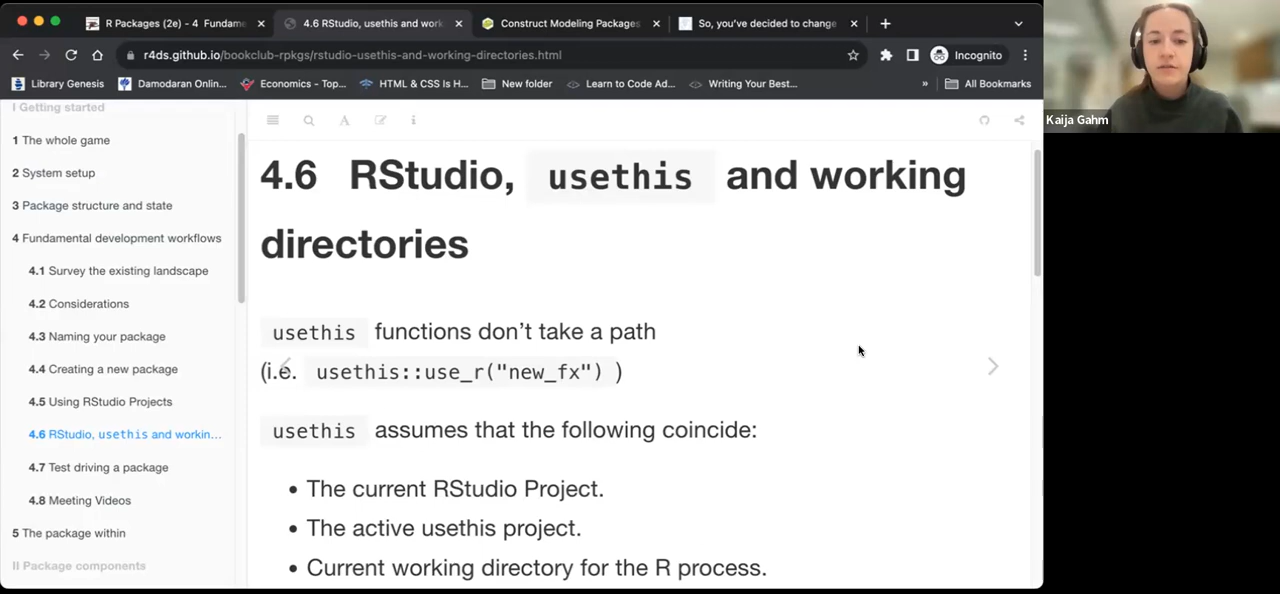 R Packages (2e) - 4 Fundame
4.6 RStudio, usethis and work
Construct Modeling Packages
So, you've decided to change
r4ds.github.io/bookclub-rpkgs/rstudio-usethis-and-working-directories.html
Incognito
Library Genesis
Damodaran Onlin...
Economics - Top...
HTML & CSS Is H...
New folder
Learn to Code Ad...
Writing Your Best...
»
All Bookmarks
I Getting started
1 The whole game
2 System setup
3 Package structure and state
4 Fundamental development workflows
4.1 Survey the existing landscape
4.2 Considerations
4.3 Naming your package
4.4 Creating a new package
4.5 Using RStudio Projects
4.6 RStudio, usethis and workin...
4.7 Test driving a package
4.8 Meeting Videos
5 The package within
II Package components
4.6 RStudio, usethis and working
directories
usethis functions don't take a path
(i.e. usethis::use_r("new_fx") )
usethis assumes that the following coincide:
• The current RStudio Project.
• The active usethis project.
• Current working directory for the R process.
Kaija Gahm